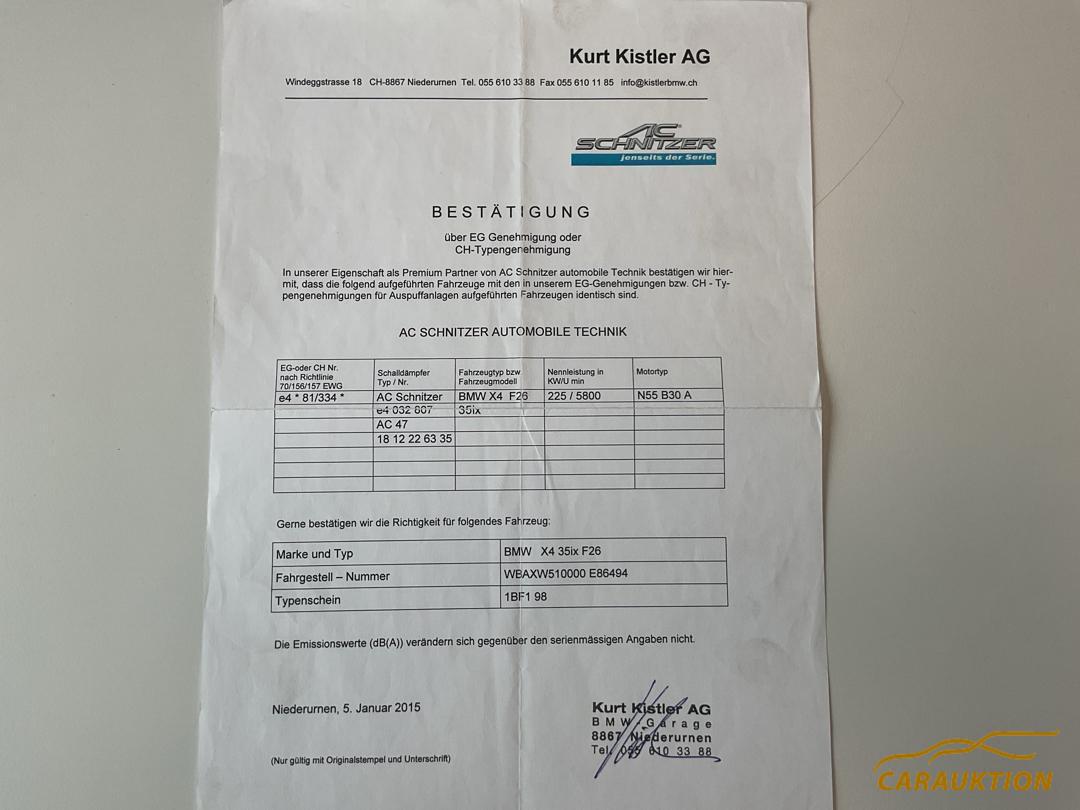 Kurt Kistler AG
Windeggstrasse 18 CH-8867 Niederurnen Tel. 055 610 33 88 Fax 055 610 11 85 info@kistlerbmw.ch
AC
SCHNITZER
jenseits der Serie.
BESTÄTIGUNG
über EG Genehmigung oder
CH-Typengenehmigung
In unserer Eigenschaft als Premium Partner von AC Schnitzer automobile Technik bestätigen wir hier-
mit, dass die folgend aufgeführten Fahrzeuge mit den in unserem EG-Genehmigungen bzw. CH - Ty-
pengenehmigungen für Auspuffanlagen aufgeführten Fahrzeugen identisch sind.
AC SCHNITZER AUTOMOBILE TECHNIK
EG-oder CH Nr.
nach Richtlinie
70/156/157 EWG
Schalldämpfer
Typ / Nr.
Fahrzeugtyp bzw
Fahrzeugmodell
Nennleistung in
KW/U min
Motortyp
e4 * 81/334 * AC Schnitzer BMW X4 F26 225 / 5800 N55 B30 A
e4 032 807 35ix
AC 47
18 12 22 63 35
Gerne bestätigen wir die Richtigkeit für folgendes Fahrzeug:
Marke und Typ BMW X4 35ix F26
Fahrgestell – Nummer WBAXW510000 E86494
Typenschein 1BF1 98
Die Emissionswerte (dB(A)) verändern sich gegenüber den serienmässigen Angaben nicht.
Niederurnen, 5. Januar 2015
Kurt Kistler AG
BMW-Garage
8867 Niederurnen
Tel. 055 610 33 88
(Nur gültig mit Originalstempel und Unterschrift)
CARAUKTION